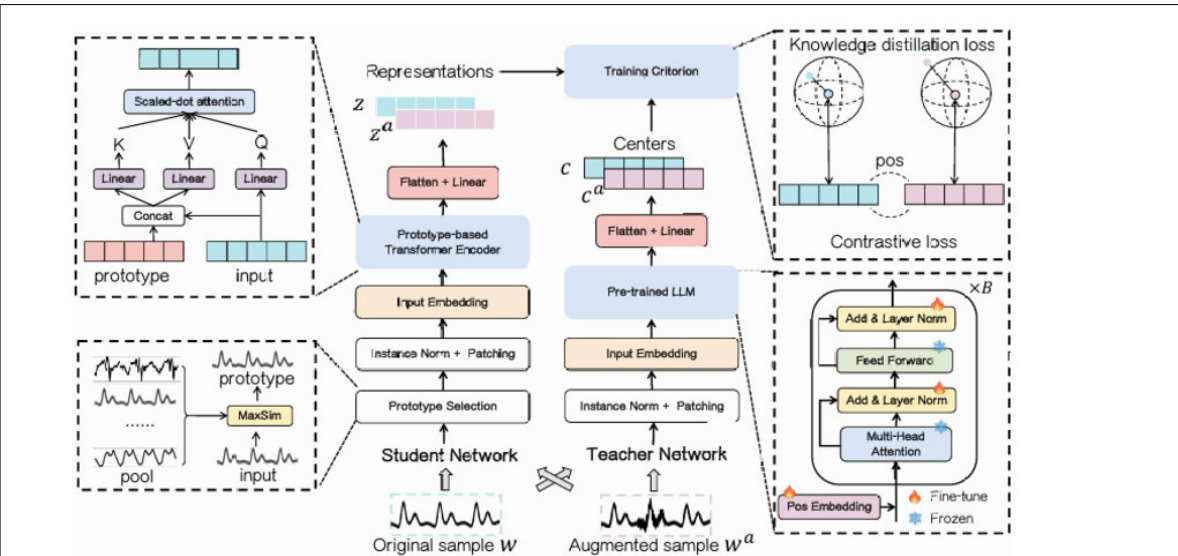 Scaled-dot attention
K
V
Q
Linear
Linear
Linear
Concat
prototype
input
pool
prototype
MaxSim
input
Representations
z
z^a
Flatten + Linear
Prototype-based
Transformer Encoder
Input Embedding
Instance Norm + Patching
Prototype Selection
Student Network
Original sample w
Training Criterion
Centers
c
c^a
Flatten + Linear
Pre-trained LLM
Input Embedding
Instance Norm + Patching
Teacher Network
Augmented sample w^a
Knowledge distillation loss
pos
Contrastive loss
×B
Add & Layer Norm
Feed Forward
Add & Layer Norm
Multi-Head
Attention
Pos Embedding
Fine-tune
Frozen